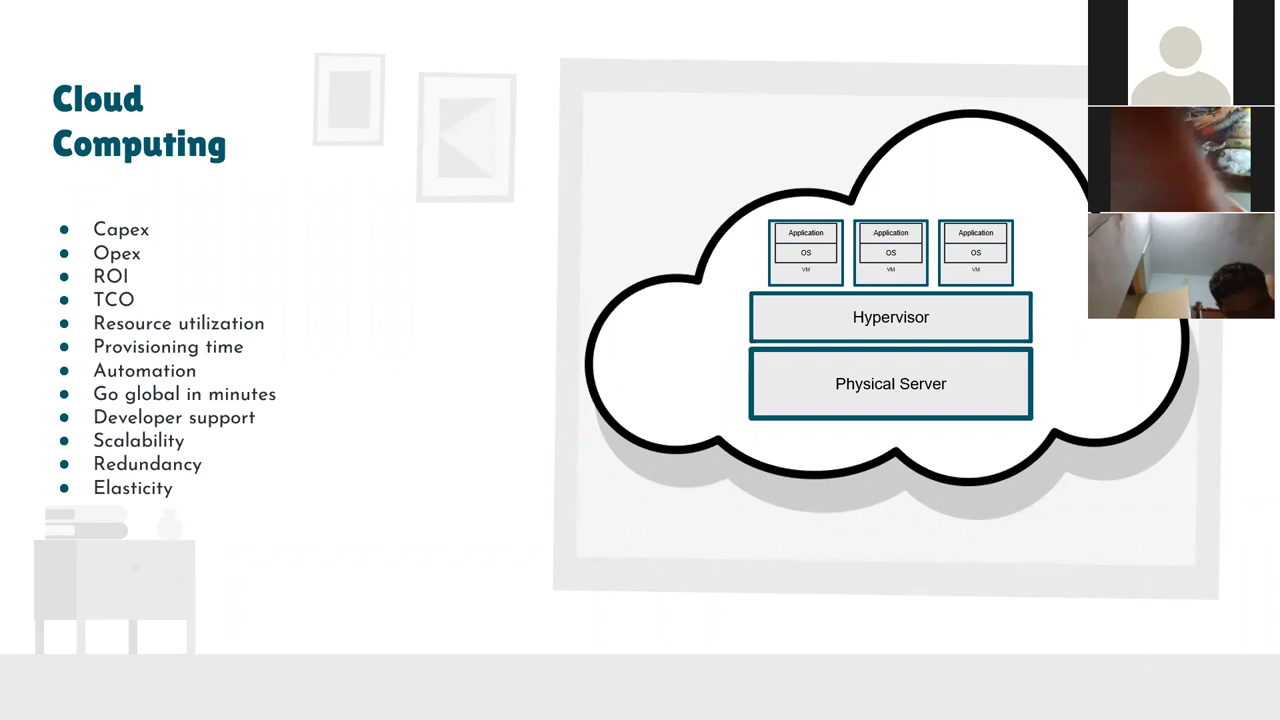 Cloud
Computing
Capex
Opex
ROI
TCO
Resource utilization
Provisioning time
Automation
Go global in minutes
Developer support
Scalability
Redundancy
Elasticity
Application Application Application
OS OS OS
VM VM VM
Hypervisor
Physical Server